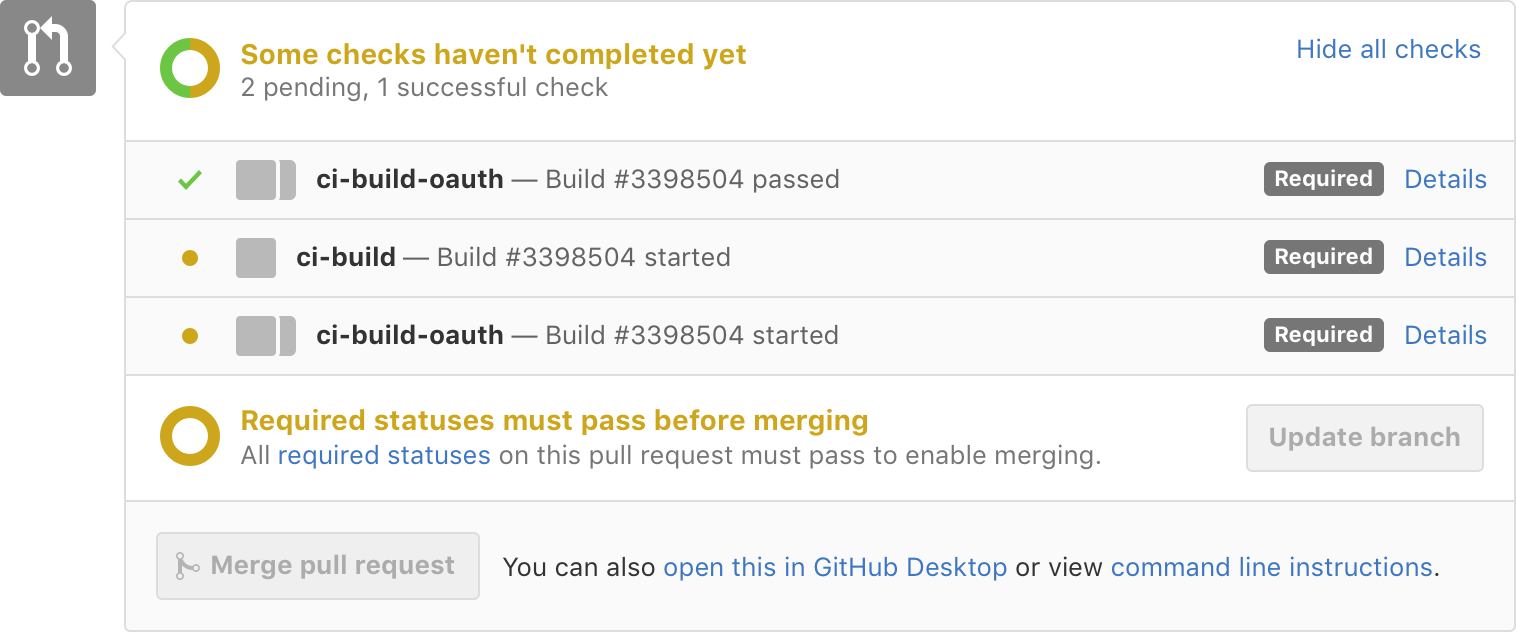 Some checks haven't completed yet
Hide all checks
2 pending, 1 successful check
ci-build-oauth — Build #3398504 passed Required Details
ci-build — Build #3398504 started Required Details
ci-build-oauth — Build #3398504 started Required Details
Required statuses must pass before merging
All required statuses on this pull request must pass to enable merging.
Update branch
Merge pull request
You can also open this in GitHub Desktop or view command line instructions.